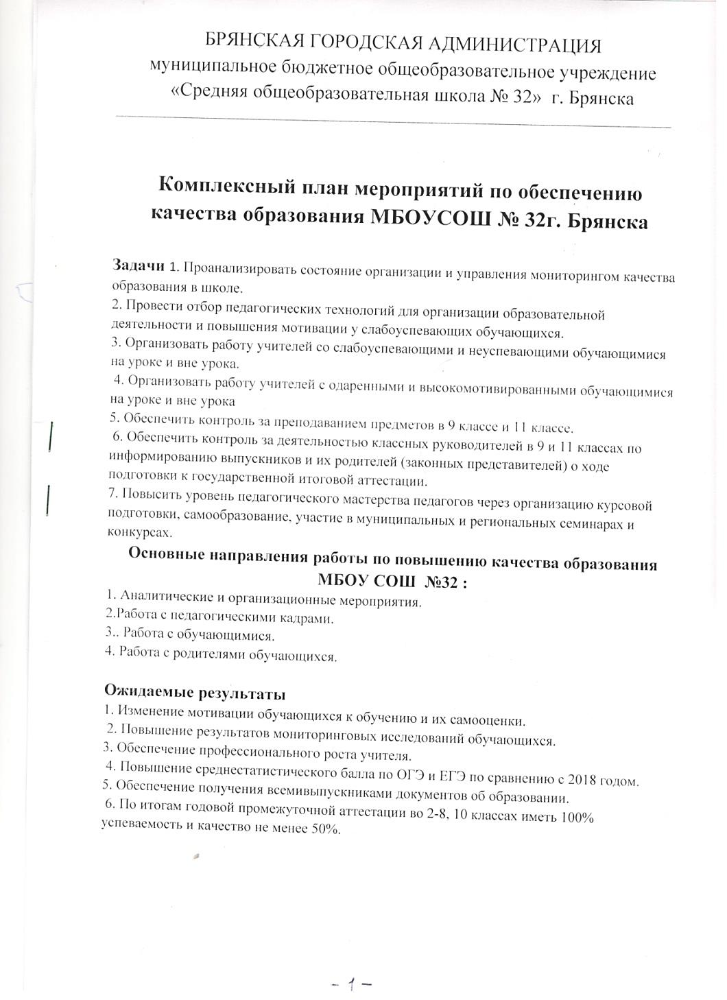 БРЯНСКАЯ ГОРОДСКАЯ АДМИНИСТРАЦИЯ
муниципальное бюджетное общеобразовательное учреждение
«Средняя общеобразовательная школа № 32»  г. Брянска
Комплексный план мероприятий по обеспечению
качества образования МБОУСОШ № 32г. Брянска
Задачи 1. Проанализировать состояние организации и управления мониторингом качества
образования в школе.
2. Провести отбор педагогических технологий для организации образовательной
деятельности и повышения мотивации у слабоуспевающих обучающихся.
3. Организовать работу учителей со слабоуспевающими и неуспевающими обучающимися
на уроке и вне урока.
4. Организовать работу учителей с одаренными и высокомотивированными обучающимися
на уроке и вне урока
5. Обеспечить контроль за преподаванием предметов в 9 классе и 11 классе.
6. Обеспечить контроль за деятельностью классных руководителей в 9 и 11 классах по
информированию выпускников и их родителей (законных представителей) о ходе
подготовки к государственной итоговой аттестации.
7. Повысить уровень педагогического мастерства педагогов через организацию курсовой
подготовки, самообразование, участие в муниципальных и региональных семинарах и
конкурсах.
Основные направления работы по повышению качества образования
МБОУ СОШ  №32 :
1. Аналитические и организационные мероприятия.
2.Работа с педагогическими кадрами.
3.. Работа с обучающимися.
4. Работа с родителями обучающихся.
Ожидаемые результаты
1. Изменение мотивации обучающихся к обучению и их самооценки.
2. Повышение результатов мониторинговых исследований обучающихся.
3. Обеспечение профессионального роста учителя.
4. Повышение среднестатистического балла по ОГЭ и ЕГЭ по сравнению с 2018 годом.
5. Обеспечение получения всемивыпускниками документов об образовании.
6. По итогам годовой промежуточной аттестации во 2-8, 10 классах иметь 100%
успеваемость и качество не менее 50%.
- 1 -